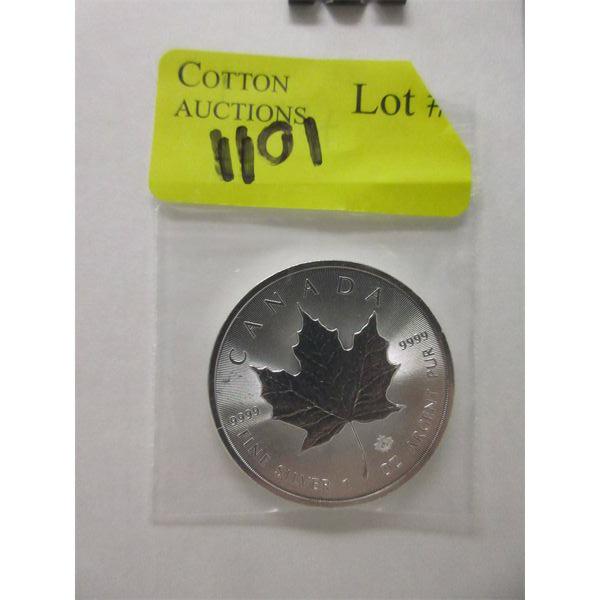 COTTON
AUCTIONS Lot #
1101
CANADA
9999
9999
FINE SILVER 1 OZ ARGENT PUR